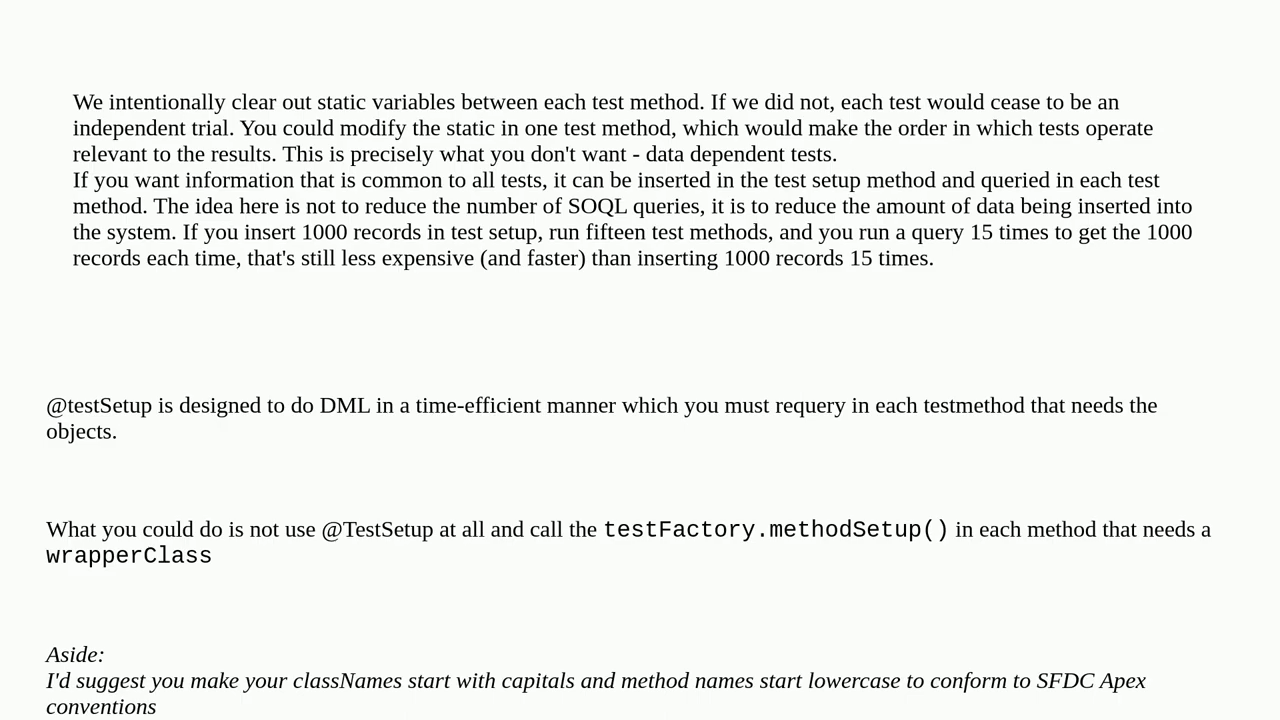 We intentionally clear out static variables between each test method. If we did not, each test would cease to be an
independent trial. You could modify the static in one test method, which would make the order in which tests operate
relevant to the results. This is precisely what you don't want - data dependent tests.
If you want information that is common to all tests, it can be inserted in the test setup method and queried in each test
method. The idea here is not to reduce the number of SOQL queries, it is to reduce the amount of data being inserted into
the system. If you insert 1000 records in test setup, run fifteen test methods, and you run a query 15 times to get the 1000
records each time, that's still less expensive (and faster) than inserting 1000 records 15 times.
@testSetup is designed to do DML in a time-efficient manner which you must requery in each testmethod that needs the
objects.
What you could do is not use @TestSetup at all and call the testFactory.methodSetup() in each method that needs a
wrapperClass
Aside:
I'd suggest you make your classNames start with capitals and method names start lowercase to conform to SFDC Apex
conventions